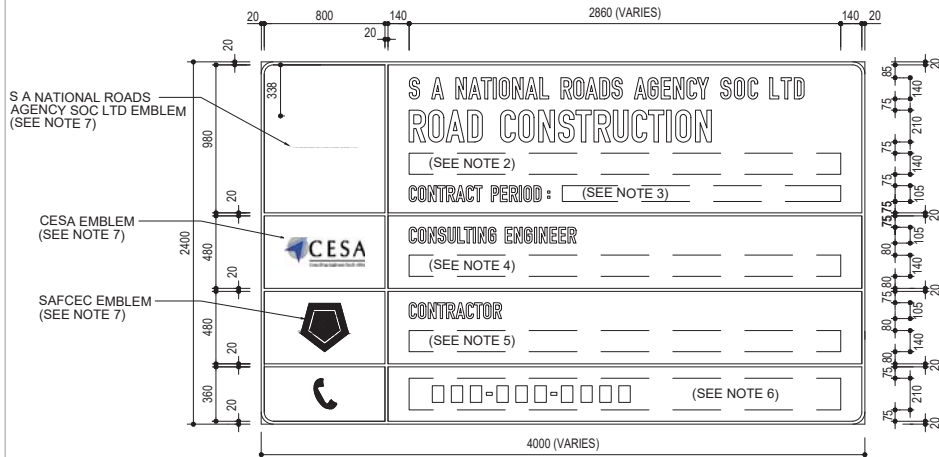 20 800 140 2860 (VARIES) 140 20
20
20
338
980
20
2400
480
20
480
20
360
20
S A NATIONAL ROADS
AGENCY SOC LTD EMBLEM
(SEE NOTE 7)
CESA EMBLEM
(SEE NOTE 7)
SAFCEC EMBLEM
(SEE NOTE 7)
CESA
S A NATIONAL ROADS AGENCY SOC LTD
ROAD CONSTRUCTION
(SEE NOTE 2)
CONTRACT PERIOD : (SEE NOTE 3)
CONSULTING ENGINEER
(SEE NOTE 4)
CONTRACTOR
(SEE NOTE 5)
(SEE NOTE 6)
85 20
140
75
210
75
140
75
105
75
75 20
105
80
140
80
75 20
105
80
140
80
75 20
210
75 20
4000 (VARIES)